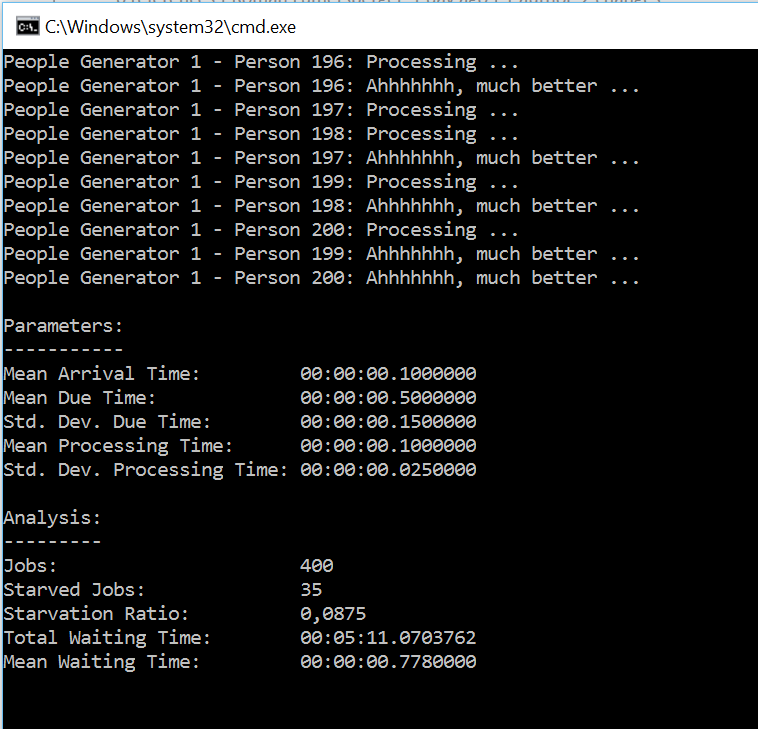 C:\Windows\system32\cmd.exe
People Generator 1 - Person 196: Processing ...
People Generator 1 - Person 196: Ahhhhhhh, much better ...
People Generator 1 - Person 197: Processing ...
People Generator 1 - Person 198: Processing ...
People Generator 1 - Person 197: Ahhhhhhh, much better ...
People Generator 1 - Person 199: Processing ...
People Generator 1 - Person 198: Ahhhhhhh, much better ...
People Generator 1 - Person 200: Processing ...
People Generator 1 - Person 199: Ahhhhhhh, much better ...
People Generator 1 - Person 200: Ahhhhhhh, much better ...
Parameters:
-----------
Mean Arrival Time: 00:00:00.1000000
Mean Due Time: 00:00:00.5000000
Std. Dev. Due Time: 00:00:00.1500000
Mean Processing Time: 00:00:00.1000000
Std. Dev. Processing Time: 00:00:00.0250000
Analysis:
---------
Jobs: 400
Starved Jobs: 35
Starvation Ratio: 0,0875
Total Waiting Time: 00:05:11.0703762
Mean Waiting Time: 00:00:00.7780000